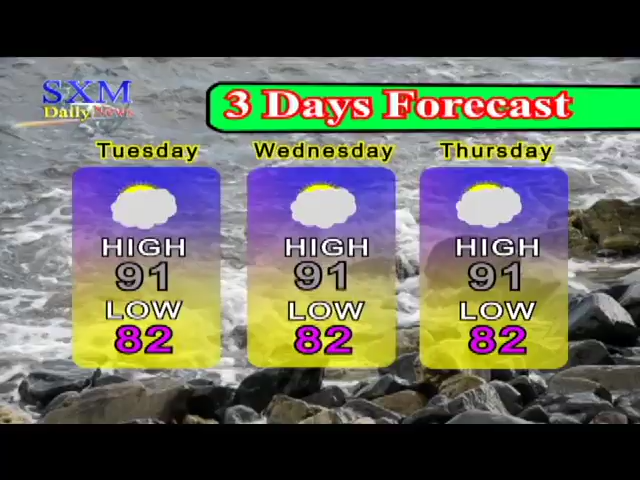 SXM
Daily News
3 Days Forecast
Tuesday
Wednesday
Thursday
HIGH
91
LOW
82
HIGH
91
LOW
82
HIGH
91
LOW
82